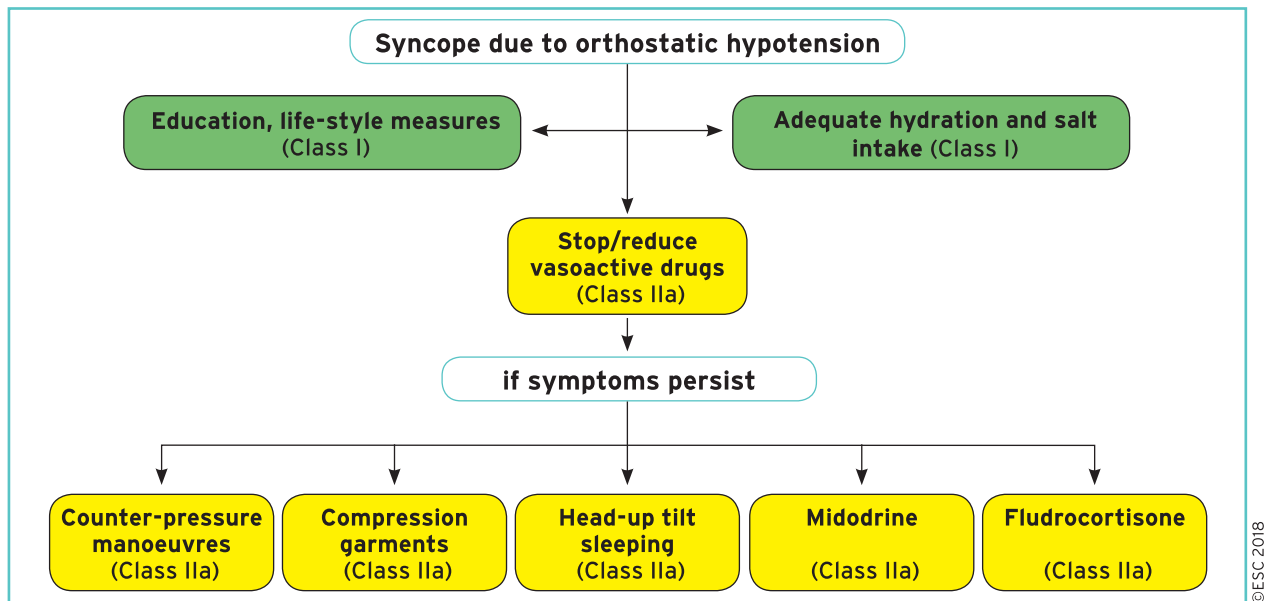 Syncope due to orthostatic hypotension
Education, life-style measures
(Class I)
Adequate hydration and salt
intake (Class I)
Stop/reduce
vasoactive drugs
(Class IIa)
if symptoms persist
Counter-pressure
manoeuvres
(Class IIa)
Compression
garments
(Class IIa)
Head-up tilt
sleeping
(Class IIa)
Midodrine
(Class IIa)
Fludrocortisone
(Class IIa)
©ESC 2018